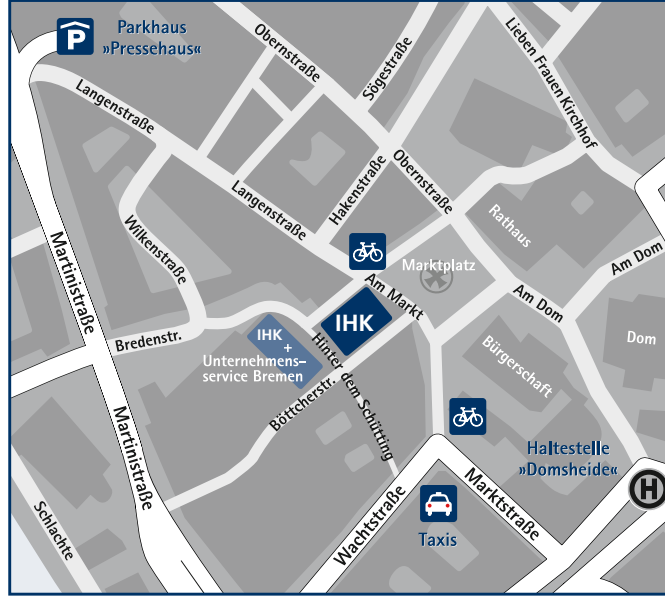 P
Parkhaus
»Pressehaus«
Obernstraße
Sögestraße
Lieben Frauen Kirchhof
Langenstraße
Langenstraße
Hakenstraße
Obernstraße
Wilkenstraße
Rathaus
Martinistraße
Marktplatz
Am Dom
Am Markt
Am Dom
IHK
Dom
Bredenstr.
IHK
+
Unternehmens-
service Bremen
Hinter dem Schütting
Bürgerschaft
Böttcherstr.
Martinistraße
Haltestelle
»Domsheide«
H
Schlachte
Wachtstraße
Marktstraße
Taxis